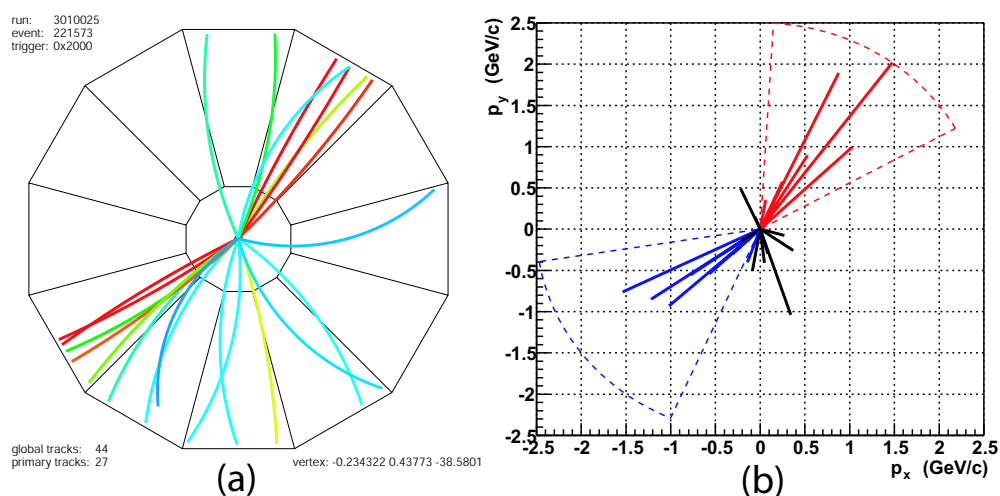 run: 3010025
event: 221573
trigger: 0x2000
global tracks: 44
primary tracks: 27
vertex: -0.234322 0.43773 -38.5801
(a)
p_y (GeV/c)
2.5
2
1.5
1
0.5
0
-0.5
-1
-1.5
-2
-2.5
-2.5 -2 -1.5 -1 -0.5 0 0.5 1 1.5 2 2.5
p_x (GeV/c)
(b)